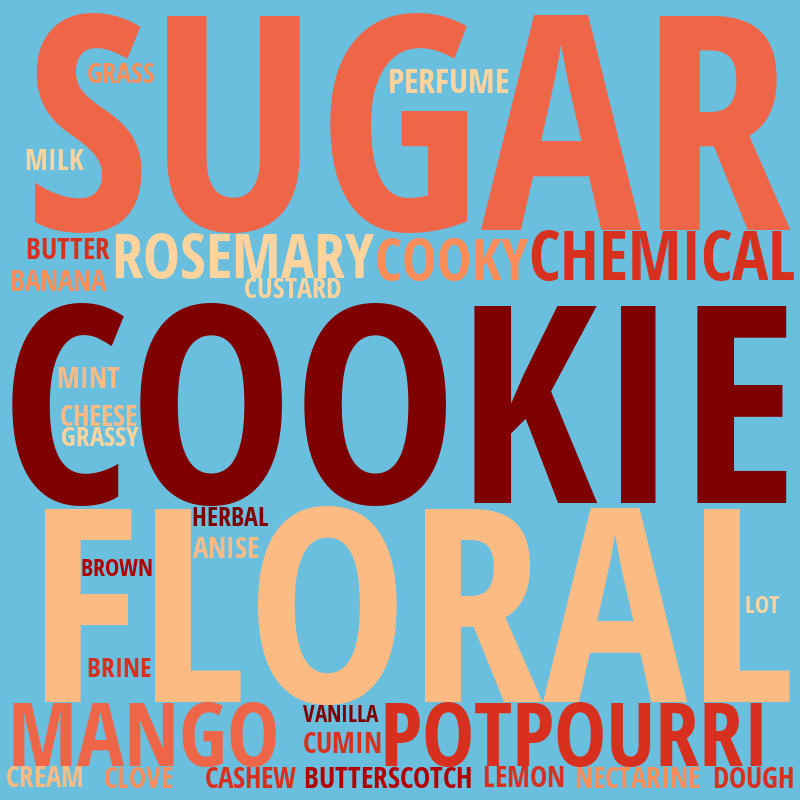 SUGAR
GRASS
PERFUME
MILK
BUTTER
ROSEMARY
COOKY
CHEMICAL
BANANA
CUSTARD
COOKIE
MINT
CHEESE
GRASSY
FLORAL
HERBAL
ANISE
BROWN
LOT
BRINE
MANGO
VANILLA
CUMIN
POTPOURRI
CREAM
CLOVE
CASHEW
BUTTERSCOTCH
LEMON
NECTARINE
DOUGH